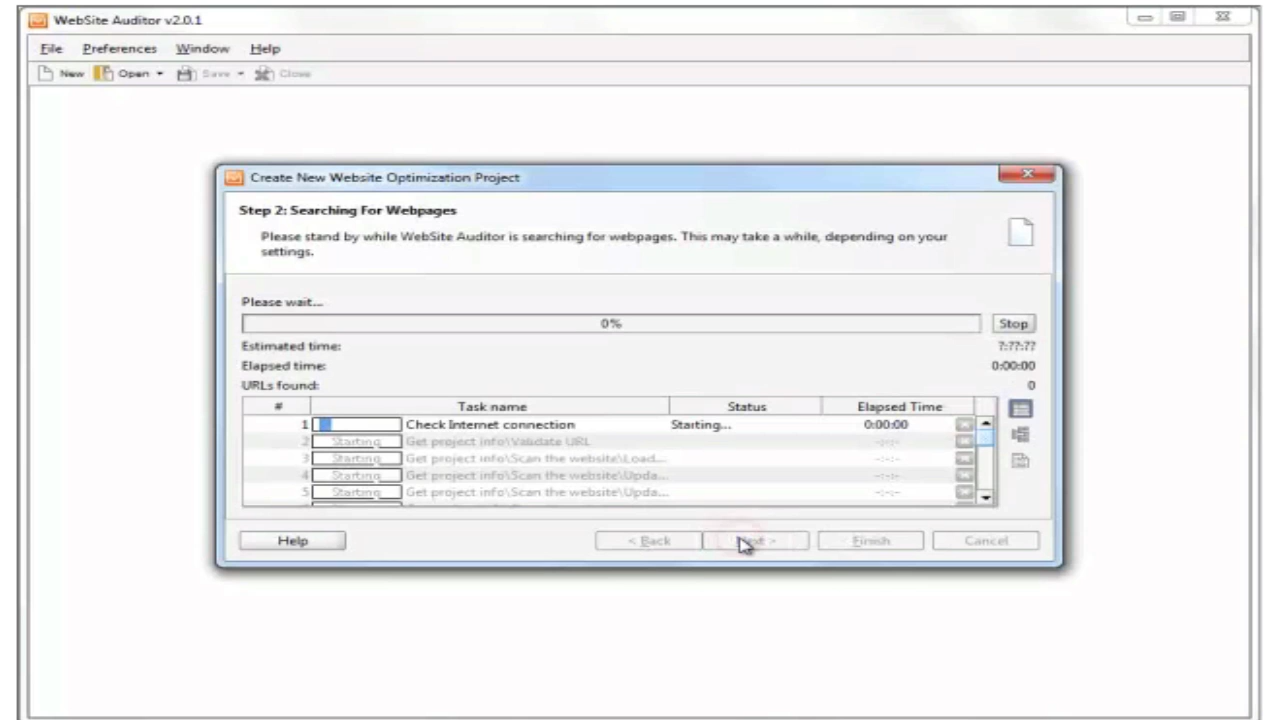 WebSite Auditor v2.0.1
File Preferences Window Help
New Open Save Close
Create New Website Optimization Project
Step 2: Searching For Webpages
Please stand by while WebSite Auditor is searching for webpages. This may take a while, depending on your
settings.
Please wait...
0% Stop
Estimated time: ?:??:??
Elapsed time: 0:00:00
URLs found: 0
# Task name Status Elapsed Time
1 Check Internet connection Starting... 0:00:00
2 Starting Get project info\Validate URL -:-:-
3 Starting Get project info\Scan the website\Load... -:-:-
4 Starting Get project info\Scan the website\Upda... -:-:-
5 Starting Get project info\Scan the website\Upda... -:-:-
Help < Back Next > Finish Cancel